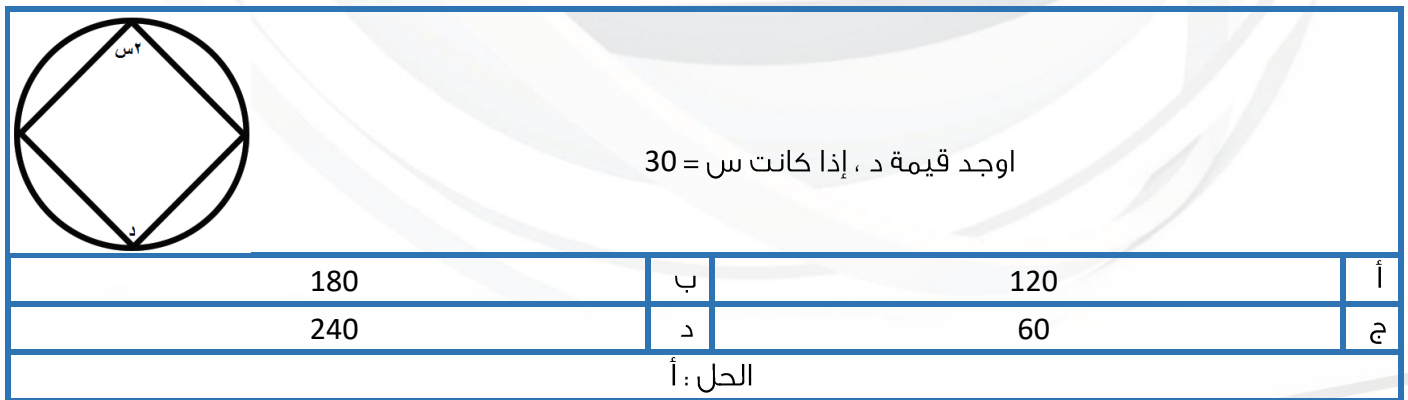 ٢س
د
اوجد قيمة د ، إذا كانت س = 30
أ 120 ب 180
ج 60 د 240
الحل : أ